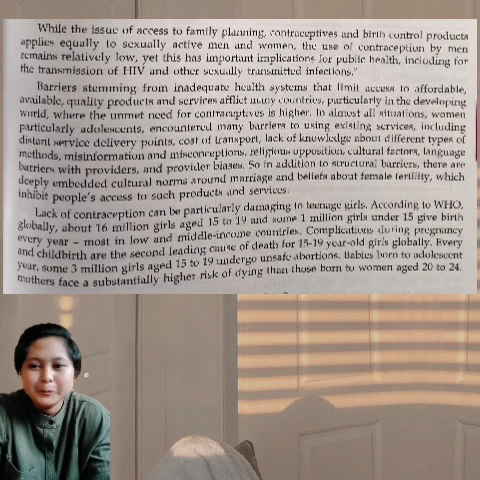 While the issue of access to family planning, contraceptives and birth control products
applies equally to sexually active men and women, the use of contraception by men
remains relatively low, yet this has important implications for public health, including for
the transmission of HIV and other sexually transmitted infections."
Barriers stemming from inadequate health systems that limit access to affordable,
available, quality products and services afflict many countries, particularly in the developing
world, where the unmet need for contraceptives is higher. In almost all situations, women
particularly adolescents, encountered many barriers to using existing services, including
distant service delivery points, cost of transport, lack of knowledge about different types of
methods, misinformation and misconceptions, religious opposition, cultural factors, language
barriers with providers, and provider biases. So in addition to structural barriers, there are
deeply embedded cultural norms around marriage and beliefs about female fertility, which
inhibit people's access to such products and services.
Lack of contraception can be particularly damaging to teenage girls. According to WHO,
globally, about 16 million girls aged 15 to 19 and some 1 million girls under 15 give birth
every year – most in low and middle-income countries. Complications during pregnancy
and childbirth are the second leading cause of death for 15-19 year-old girls globally. Every
year, some 3 million girls aged 15 to 19 undergo unsafe abortions. Babies born to adolescent
mothers face a substantially higher risk of dying than those born to women aged 20 to 24.